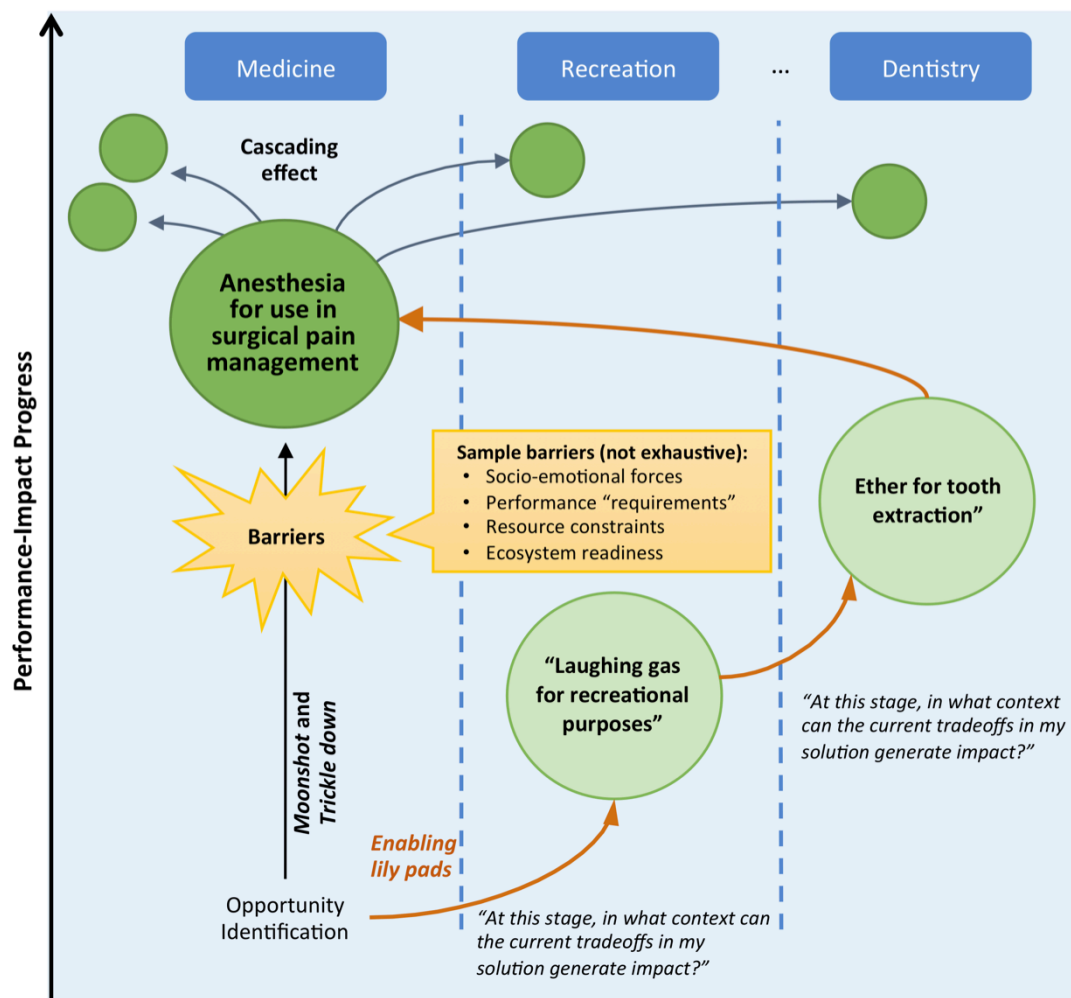 Medicine
Recreation
...
Dentistry
Cascading
effect
Anesthesia
for use in
surgical pain
management
Performance-Impact Progress
Barriers
Sample barriers (not exhaustive):
• Socio-emotional forces
• Performance “requirements”
• Resource constraints
• Ecosystem readiness
Ether for tooth
extraction”
“Laughing gas
for recreational
purposes”
“At this stage, in what context
can the current tradeoffs in my
solution generate impact?”
Moonshot and
Trickle down
Enabling
lily pads
Opportunity
Identification
“At this stage, in what context can
the current tradeoffs in my
solution generate impact?”